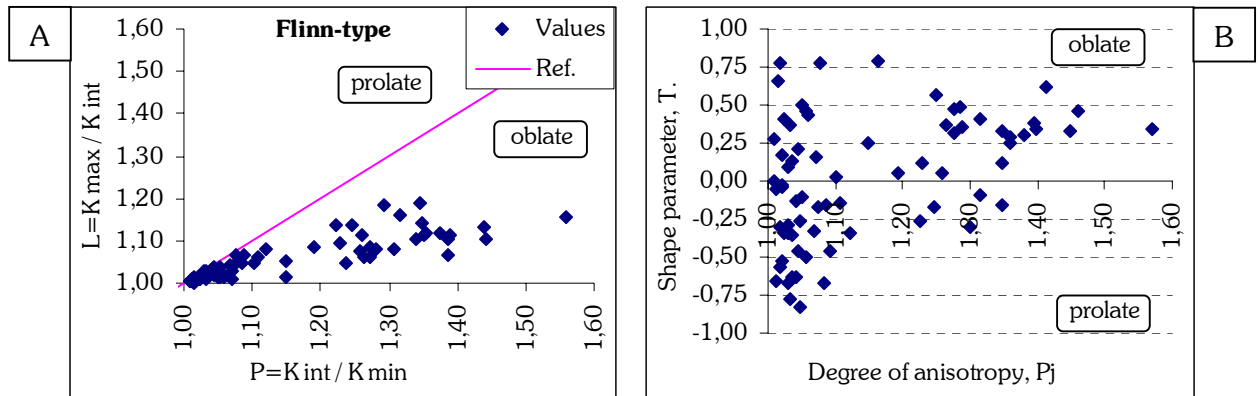 A
Flinn-type
Values
Ref.
prolate
oblate
L=K max / K int
1,60
1,50
1,40
1,30
1,20
1,10
1,00
1,00 1,10 1,20 1,30 1,40 1,50 1,60
P=K int / K min
B
oblate
Shape parameter, T.
1,00
0,75
0,50
0,25
0,00
-0,25
-0,50
-0,75
-1,00
1,00 1,10 1,20 1,30 1,40 1,50 1,60
prolate
Degree of anisotropy, Pj